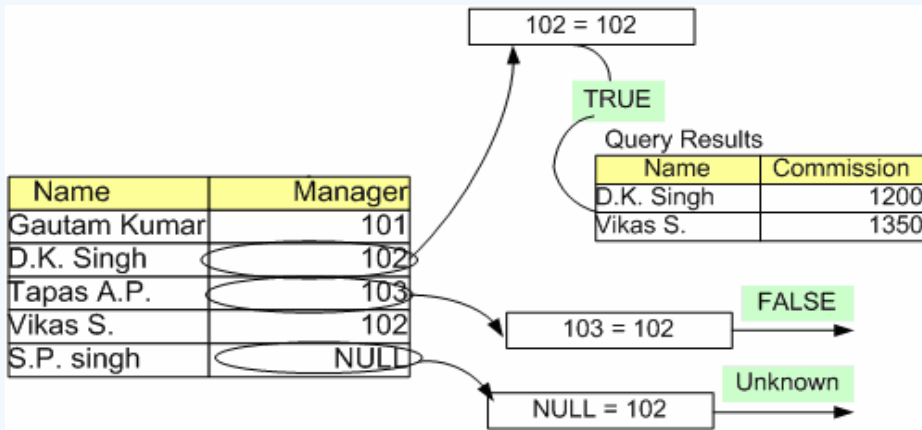 102 = 102
TRUE
Query Results
Name Commission
D.K. Singh 1200
Vikas S. 1350
Name Manager
Gautam Kumar 101
D.K. Singh 102
Tapas A.P. 103
Vikas S. 102
S.P. singh NULL
FALSE
103 = 102
Unknown
NULL = 102